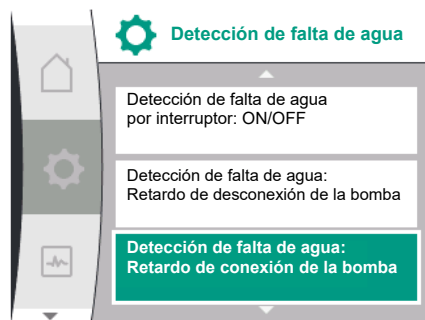 Detección de falta de agua
Detección de falta de agua
por interruptor: ON/OFF
Detección de falta de agua:
Retardo de desconexión de la bomba
Detección de falta de agua:
Retardo de conexión de la bomba